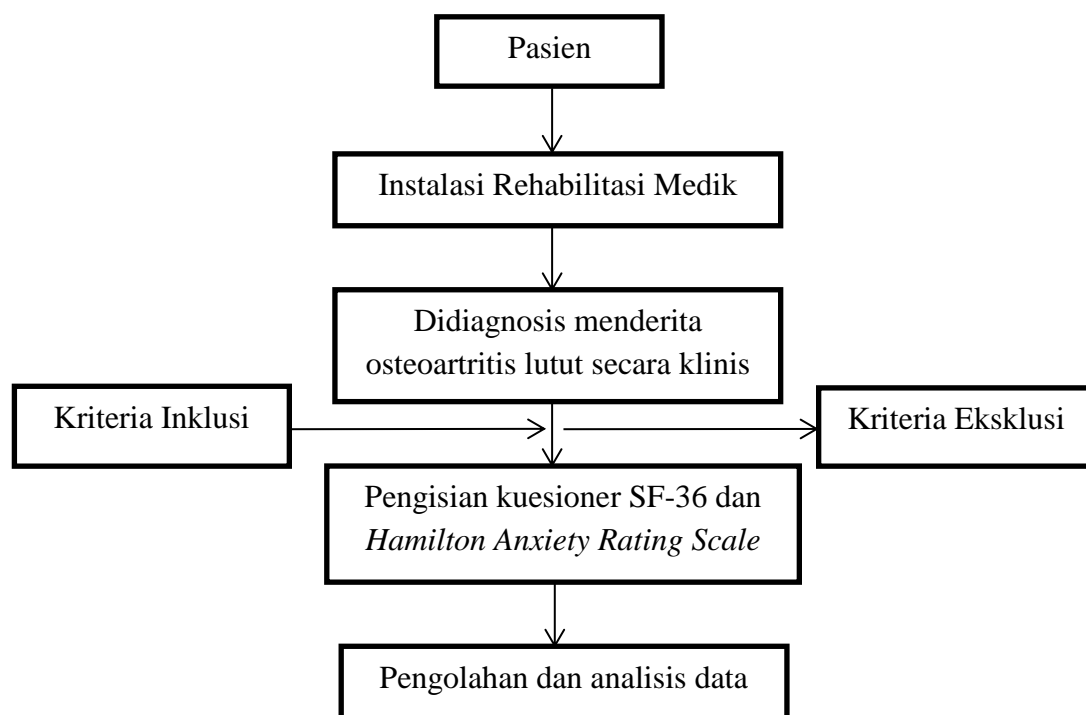 Pasien
Instalasi Rehabilitasi Medik
Didiagnosis menderita
osteoartritis lutut secara klinis
Kriteria Inklusi
Kriteria Eksklusi
Pengisian kuesioner SF-36 dan
Hamilton Anxiety Rating Scale
Pengolahan dan analisis data